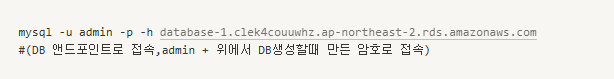 mysql -u admin -p -h database-1.clek4couuwhz.ap-northeast-2.rds.amazonaws.com
#(DB 앤드포인트로 접속,admin + 위에서 DB생성할때 만든 암호로 접속)